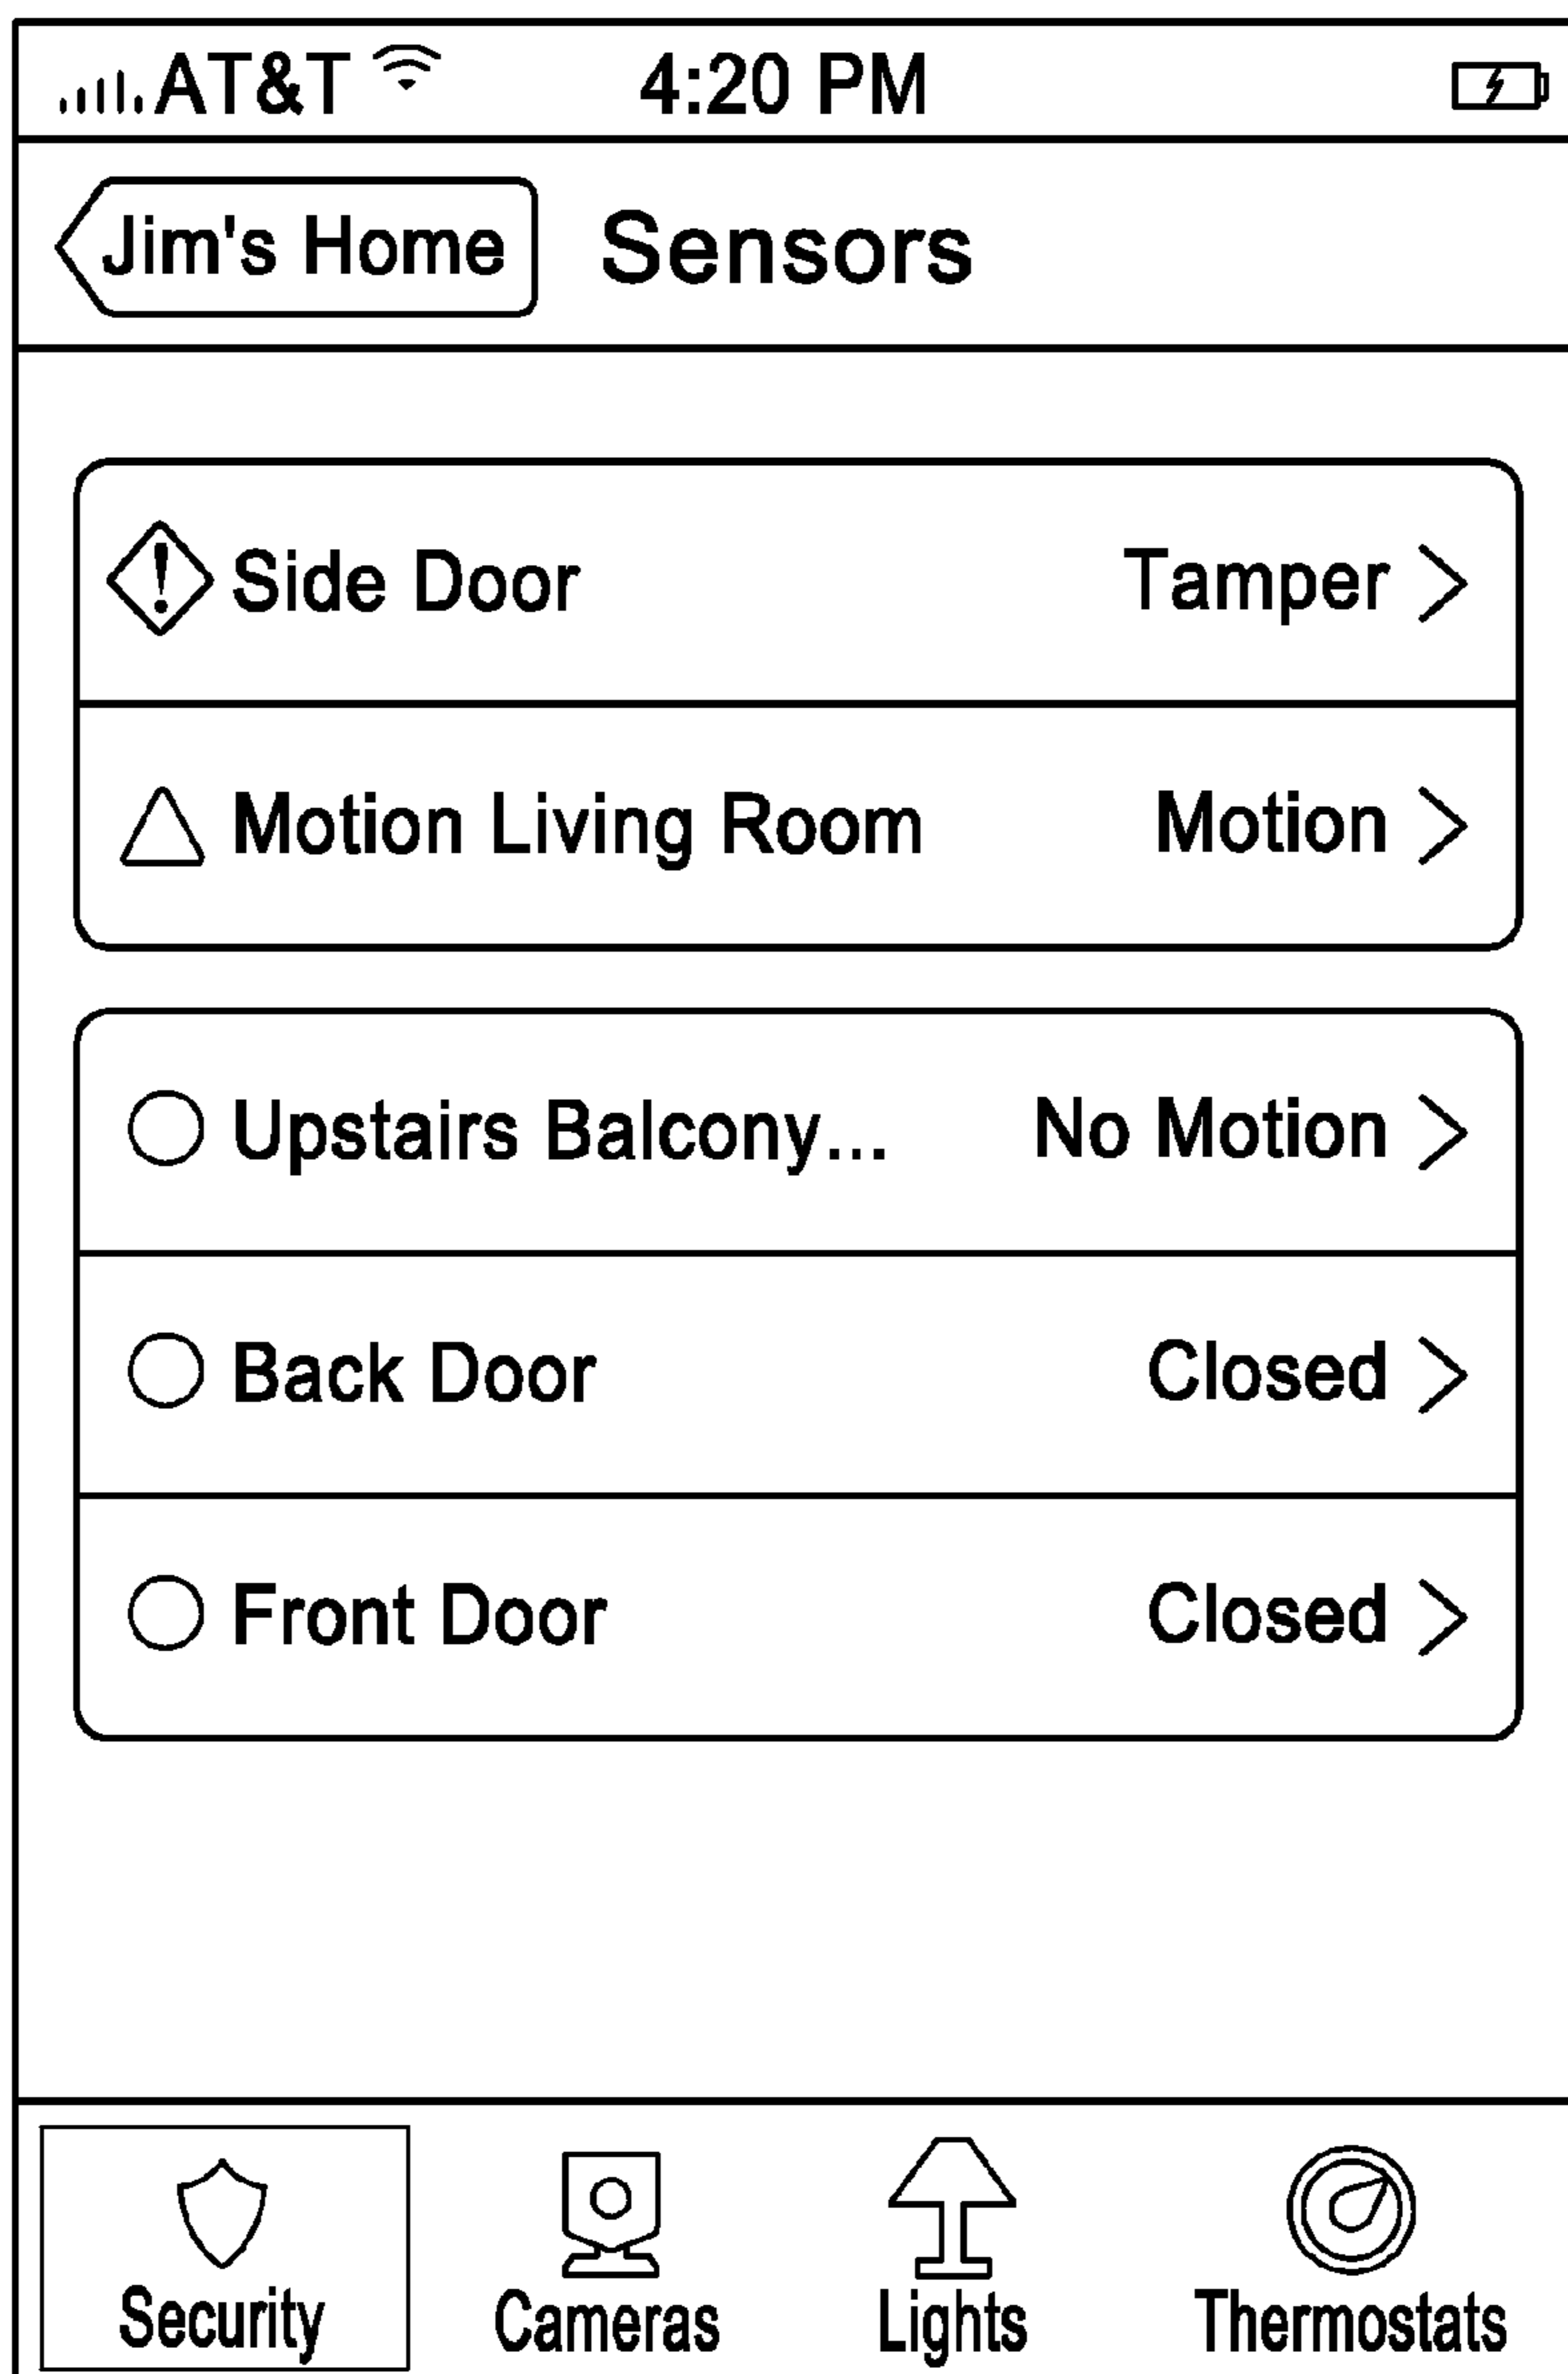 AT&T 4:20 PM
Jim's Home Sensors
Side Door Tamper
Motion Living Room Motion
Upstairs Balcony... No Motion
Back Door Closed
Front Door Closed
Security Cameras Lights Thermostats